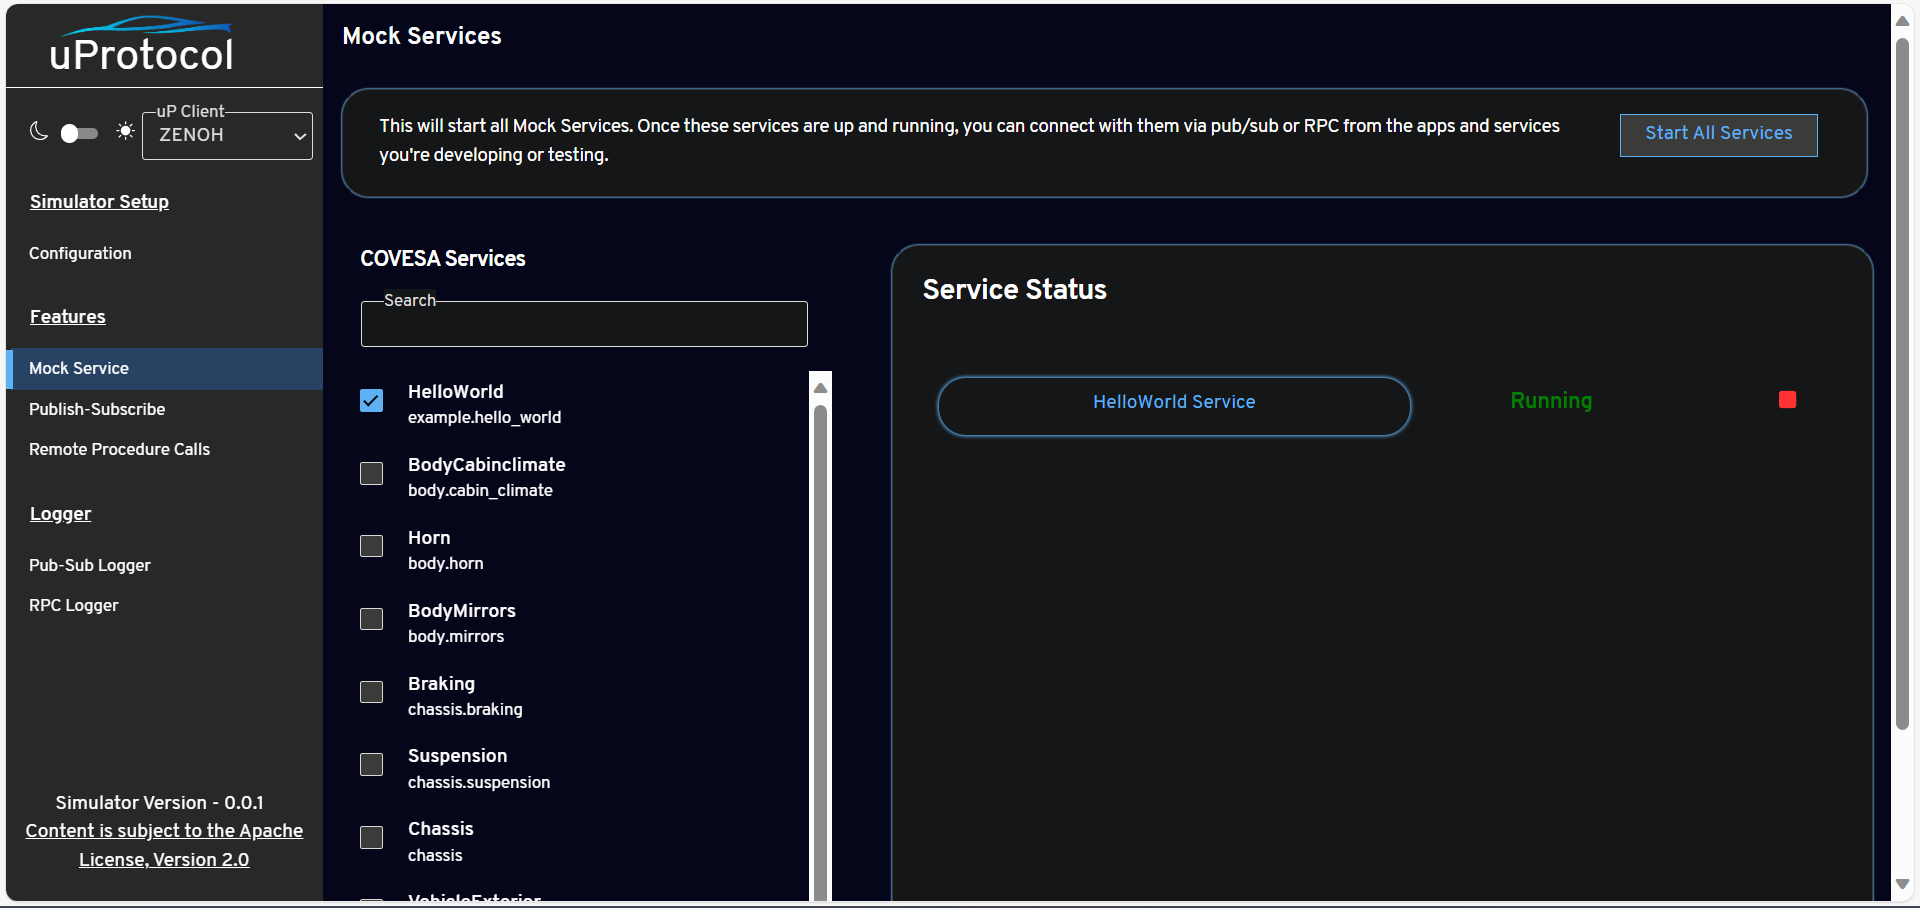 uProtocol
uP Client
ZENOH
Simulator Setup
Configuration
Features
Mock Service
Publish-Subscribe
Remote Procedure Calls
Logger
Pub-Sub Logger
RPC Logger
Simulator Version - 0.0.1
Content is subject to the Apache
License, Version 2.0
Mock Services
This will start all Mock Services. Once these services are up and running, you can connect with them via pub/sub or RPC from the apps and services
you're developing or testing.
Start All Services
COVESA Services
Search
HelloWorld
example.hello_world
BodyCabinclimate
body.cabin_climate
Horn
body.horn
BodyMirrors
body.mirrors
Braking
chassis.braking
Suspension
chassis.suspension
Chassis
chassis
VehicleExterior
Service Status
HelloWorld Service
Running